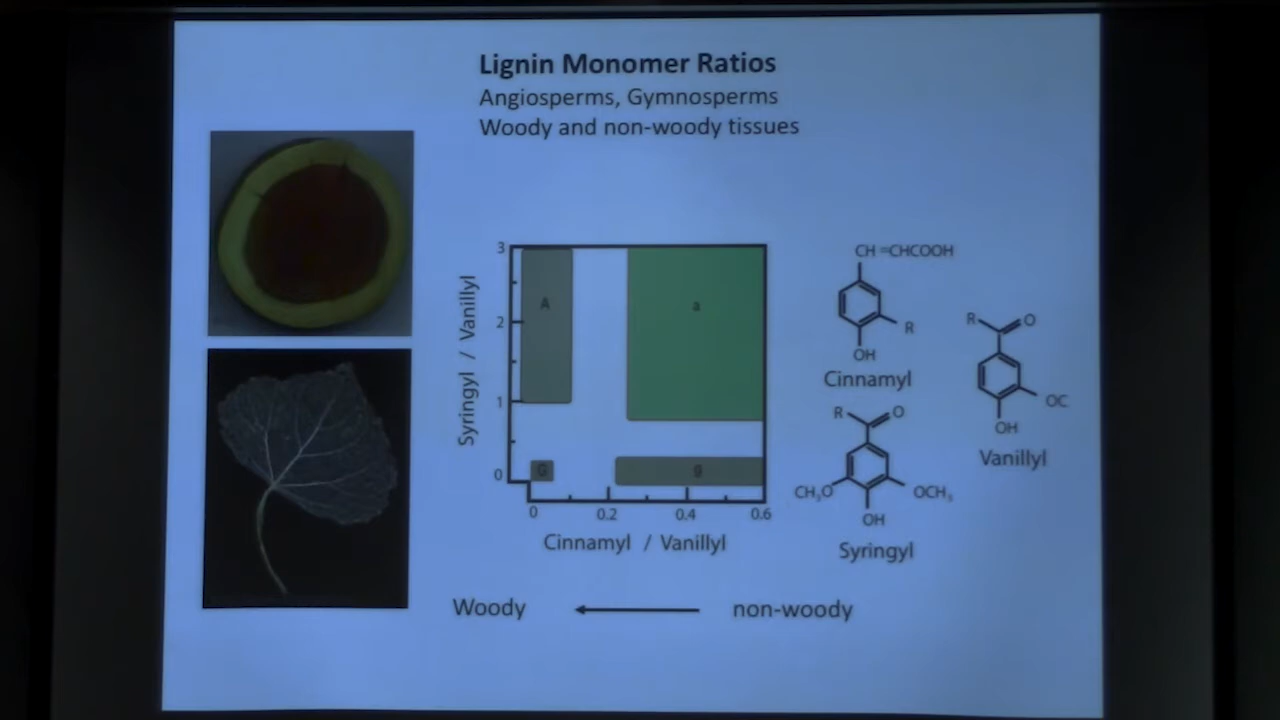 Lignin Monomer Ratios
Angiosperms, Gymnosperms
Woody and non-woody tissues
Syringyl / Vanillyl
3
2
1
0
A
a
G
g
0
0.2
0.4
0.6
Cinnamyl / Vanillyl
CH =CHCOOH
R
OH
Cinnamyl
R
O
OC
OH
Vanillyl
R
O
CH₃O
OCH₃
OH
Syringyl
Woody
non-woody